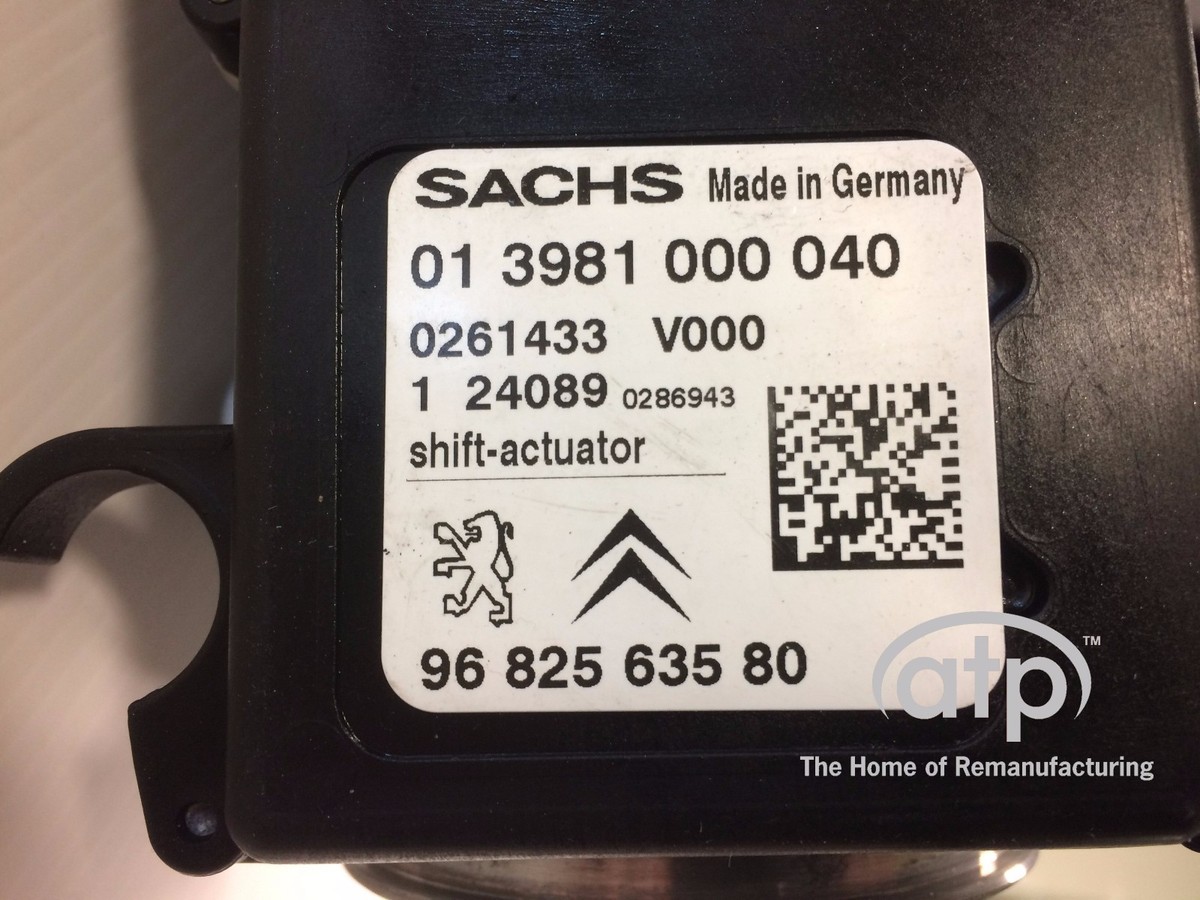 SACHS Made in Germany
01 3981 000 040
0261433 V000
1 24089 0286943
shift-actuator
96 825 635 80
atp™
The Home of Remanufacturing